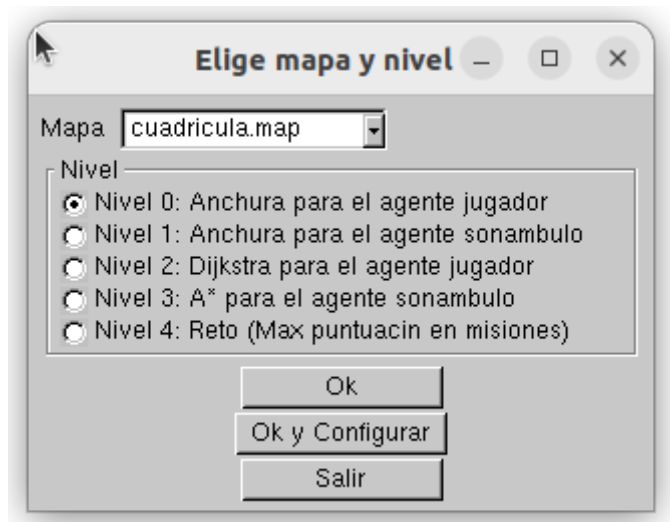 Elige mapa y nivel
Mapa cuadricula.map
Nivel
Nivel 0: Anchura para el agente jugador
Nivel 1: Anchura para el agente sonambulo
Nivel 2: Dijkstra para el agente jugador
Nivel 3: A* para el agente sonambulo
Nivel 4: Reto (Max puntuacin en misiones)
Ok
Ok y Configurar
Salir